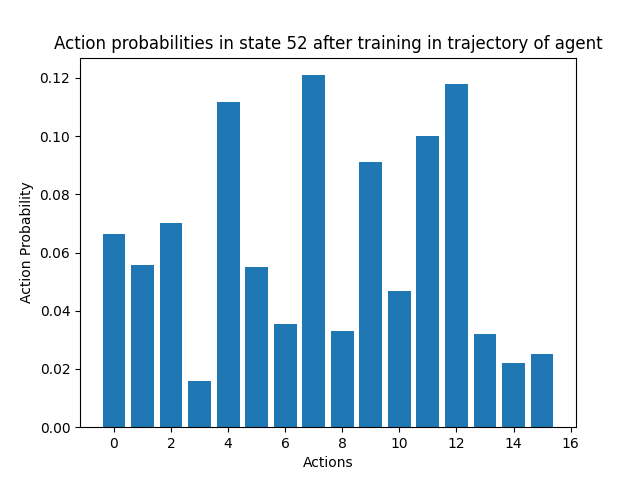 Action probabilities in state 52 after training in trajectory of agent
0.12
0.10
0.08
0.06
0.04
0.02
0.00
Action Probability
0 2 4 6 8 10 12 14 16
Actions